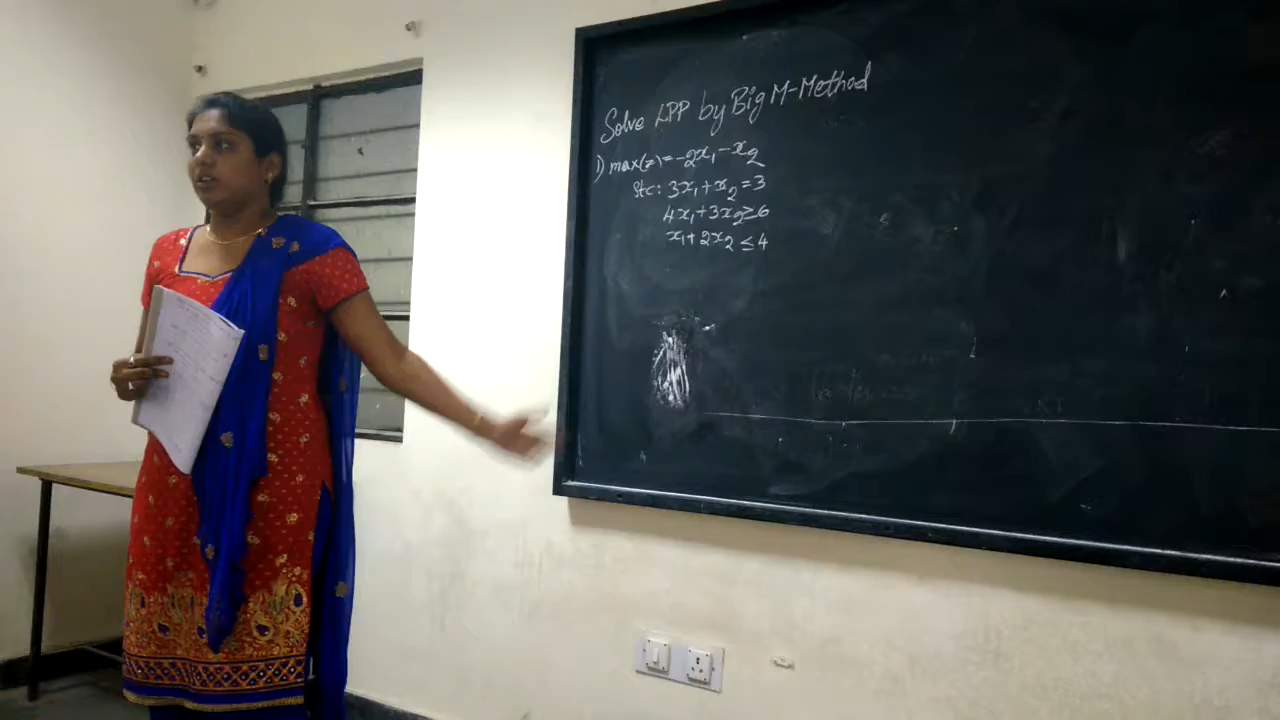 Solve LPP by Big M-Method
1) max(z) = -2x₁ - x₂
Stc: 3x₁ + x₂ = 3
4x₁ + 3x₂ ≥ 6
x₁ + 2x₂ ≤ 4